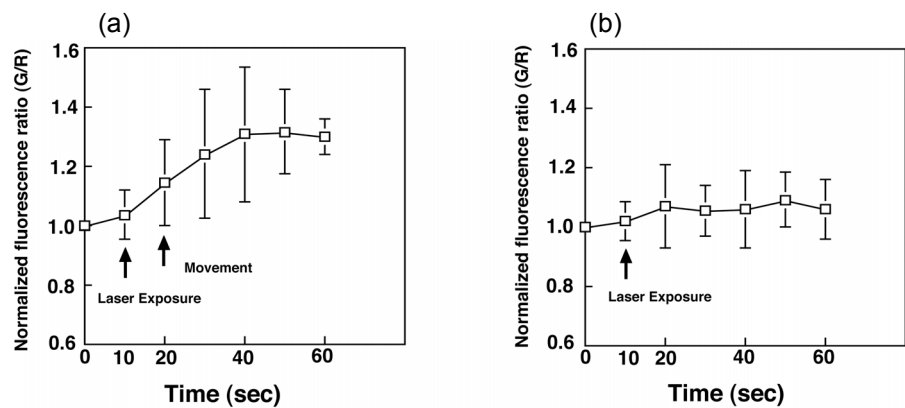 (a)
Normalized fluorescence ratio (G/R)
1.6
1.4
1.2
1.0
0.8
0.6
Movement
Laser Exposure
0 10 20 40 60
Time (sec)
(b)
Normalized fluorescence ratio (G/R)
1.6
1.4
1.2
1.0
0.8
0.6
Laser Exposure
0 10 20 40 60
Time (sec)